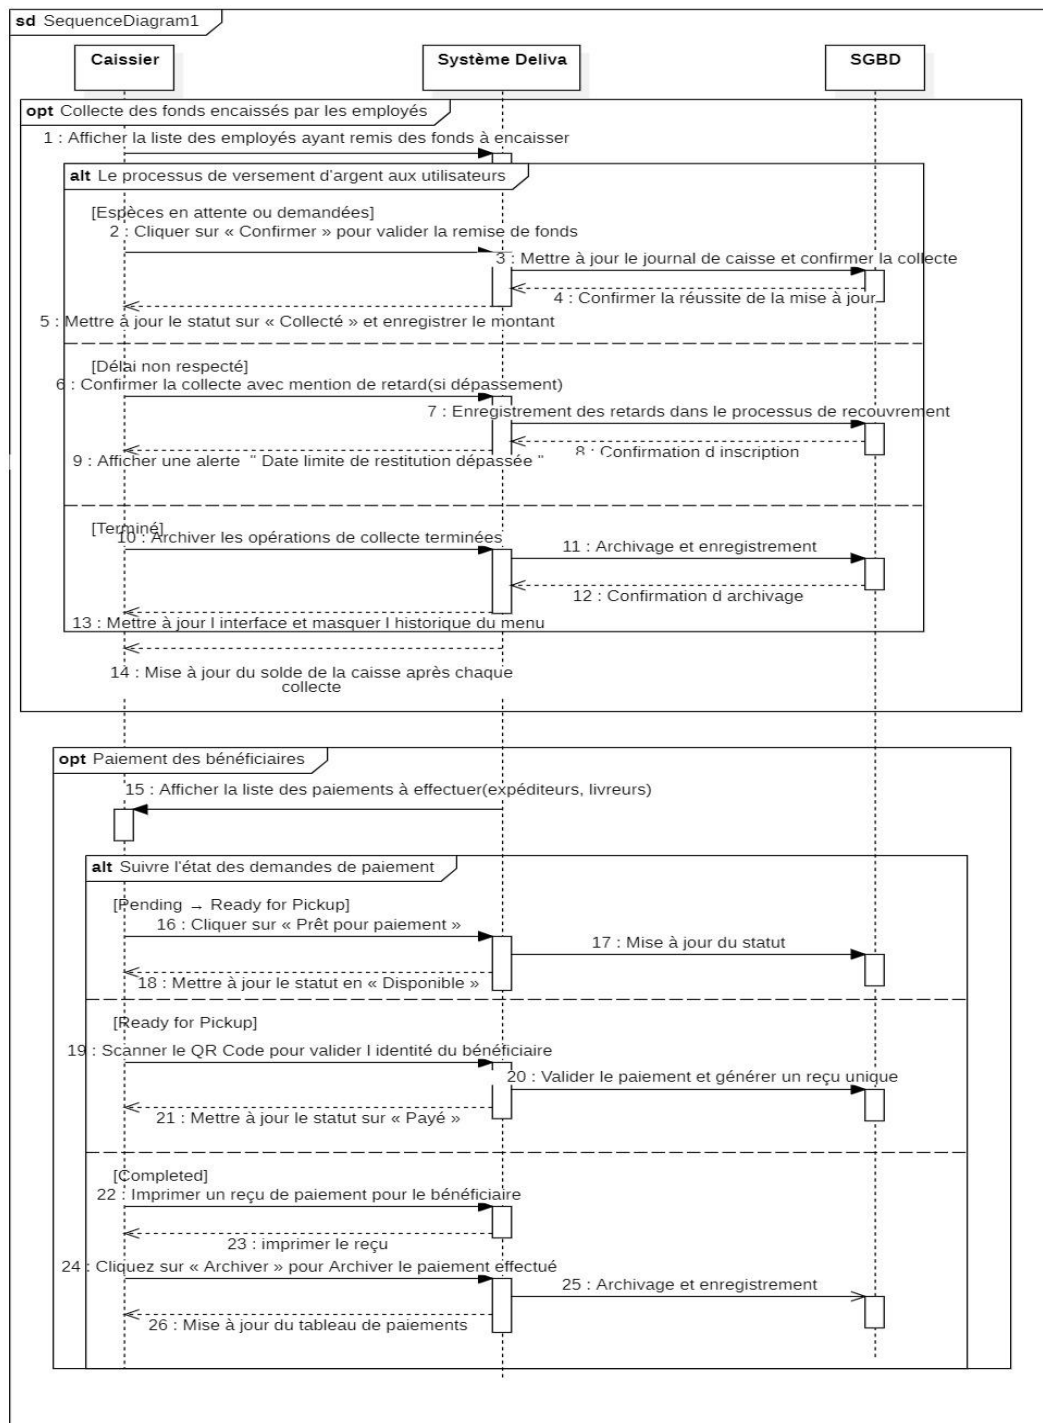 sd SequenceDiagram1
Caissier
Système Deliva
SGBD
opt Collecte des fonds encaissés par les employés
1 : Afficher la liste des employés ayant remis des fonds à encaisser
alt Le processus de versement d'argent aux utilisateurs
[Espèces en attente ou demandées]
2 : Cliquer sur « Confirmer » pour valider la remise de fonds
3 : Mettre à jour le journal de caisse et confirmer la collecte
4 : Confirmer la réussite de la mise à jour
5 : Mettre à jour le statut sur « Collecté » et enregistrer le montant
[Délai non respecté]
6 : Confirmer la collecte avec mention de retard(si dépassement)
7 : Enregistrement des retards dans le processus de recouvrement
8 : Confirmation d inscription
9 : Afficher une alerte " Date limite de restitution dépassée "
[Terminé]
10 : Archiver les opérations de collecte terminées
11 : Archivage et enregistrement
12 : Confirmation d archivage
13 : Mettre à jour l interface et masquer l historique du menu
14 : Mise à jour du solde de la caisse après chaque
collecte
opt Paiement des bénéficiaires
15 : Afficher la liste des paiements à effectuer(expéditeurs, livreurs)
alt Suivre l'état des demandes de paiement
[Pending → Ready for Pickup]
16 : Cliquer sur « Prêt pour paiement »
17 : Mise à jour du statut
18 : Mettre à jour le statut en « Disponible »
[Ready for Pickup]
19 : Scanner le QR Code pour valider l identité du bénéficiaire
20 : Valider le paiement et générer un reçu unique
21 : Mettre à jour le statut sur « Payé »
[Completed]
22 : Imprimer un reçu de paiement pour le bénéficiaire
23 : imprimer le reçu
24 : Cliquez sur « Archiver » pour Archiver le paiement effectué
25 : Archivage et enregistrement
26 : Mise à jour du tableau de paiements